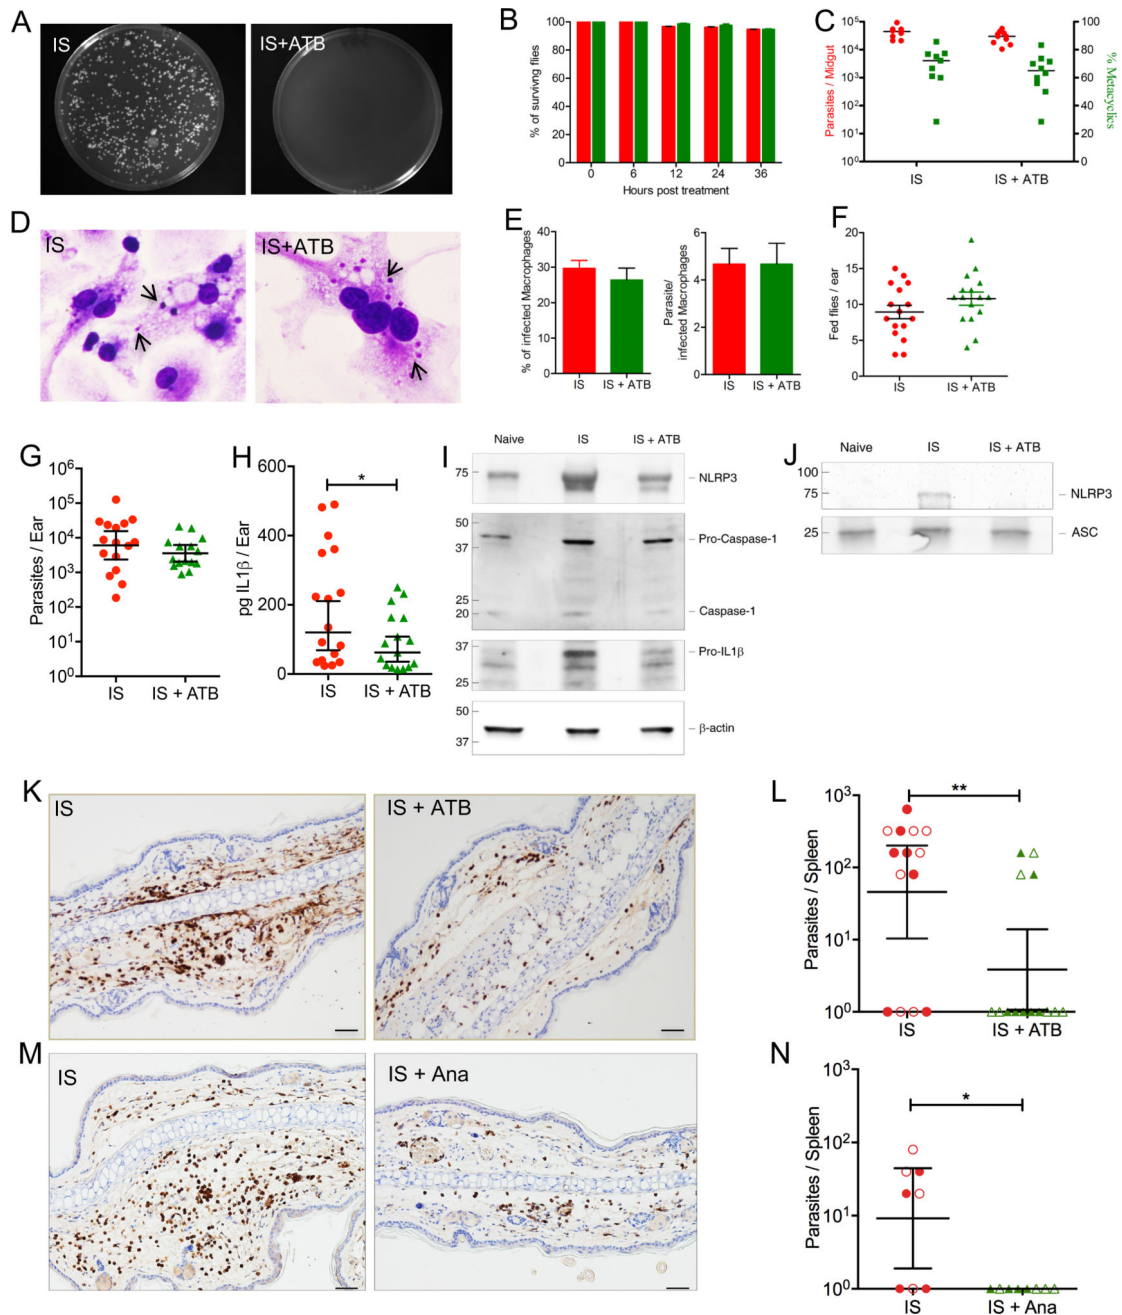 A
IS
IS+ATB
B
% of survivng flies
100
80
60
40
20
0
0 6 12 24 36
Hours post treatment
C
Parasites / Midgut
10⁵
10⁴
10³
10²
10¹
10⁰
100
80
60
40
20
0
% Metacyclics
IS IS + ATB
D
IS
IS+ATB
E
% of infected Macrophages
40
30
20
10
0
IS IS + ATB
Parasite/
infected Macrophages
6
4
2
0
IS IS + ATB
F
Fed flies / ear
20
15
10
5
0
IS IS + ATB
G
Parasites / Ear
10⁶
10⁵
10⁴
10³
10²
10¹
10⁰
IS IS + ATB
H
pg IL1β / Ear
600
400
200
0
*
IS IS + ATB
I
Naive IS IS + ATB
75
NLRP3
50
37
25
20
Pro-Caspase-1
Caspase-1
37
25
Pro-IL1β
50
37
β-actin
J
Naive IS IS + ATB
100
75
NLRP3
25
ASC
K
IS
IS + ATB
L
Parasites / Spleen
10³
10²
10¹
10⁰
**
IS IS + ATB
M
IS
IS + Ana
N
Parasites / Spleen
10³
10²
10¹
10⁰
*
IS IS + Ana